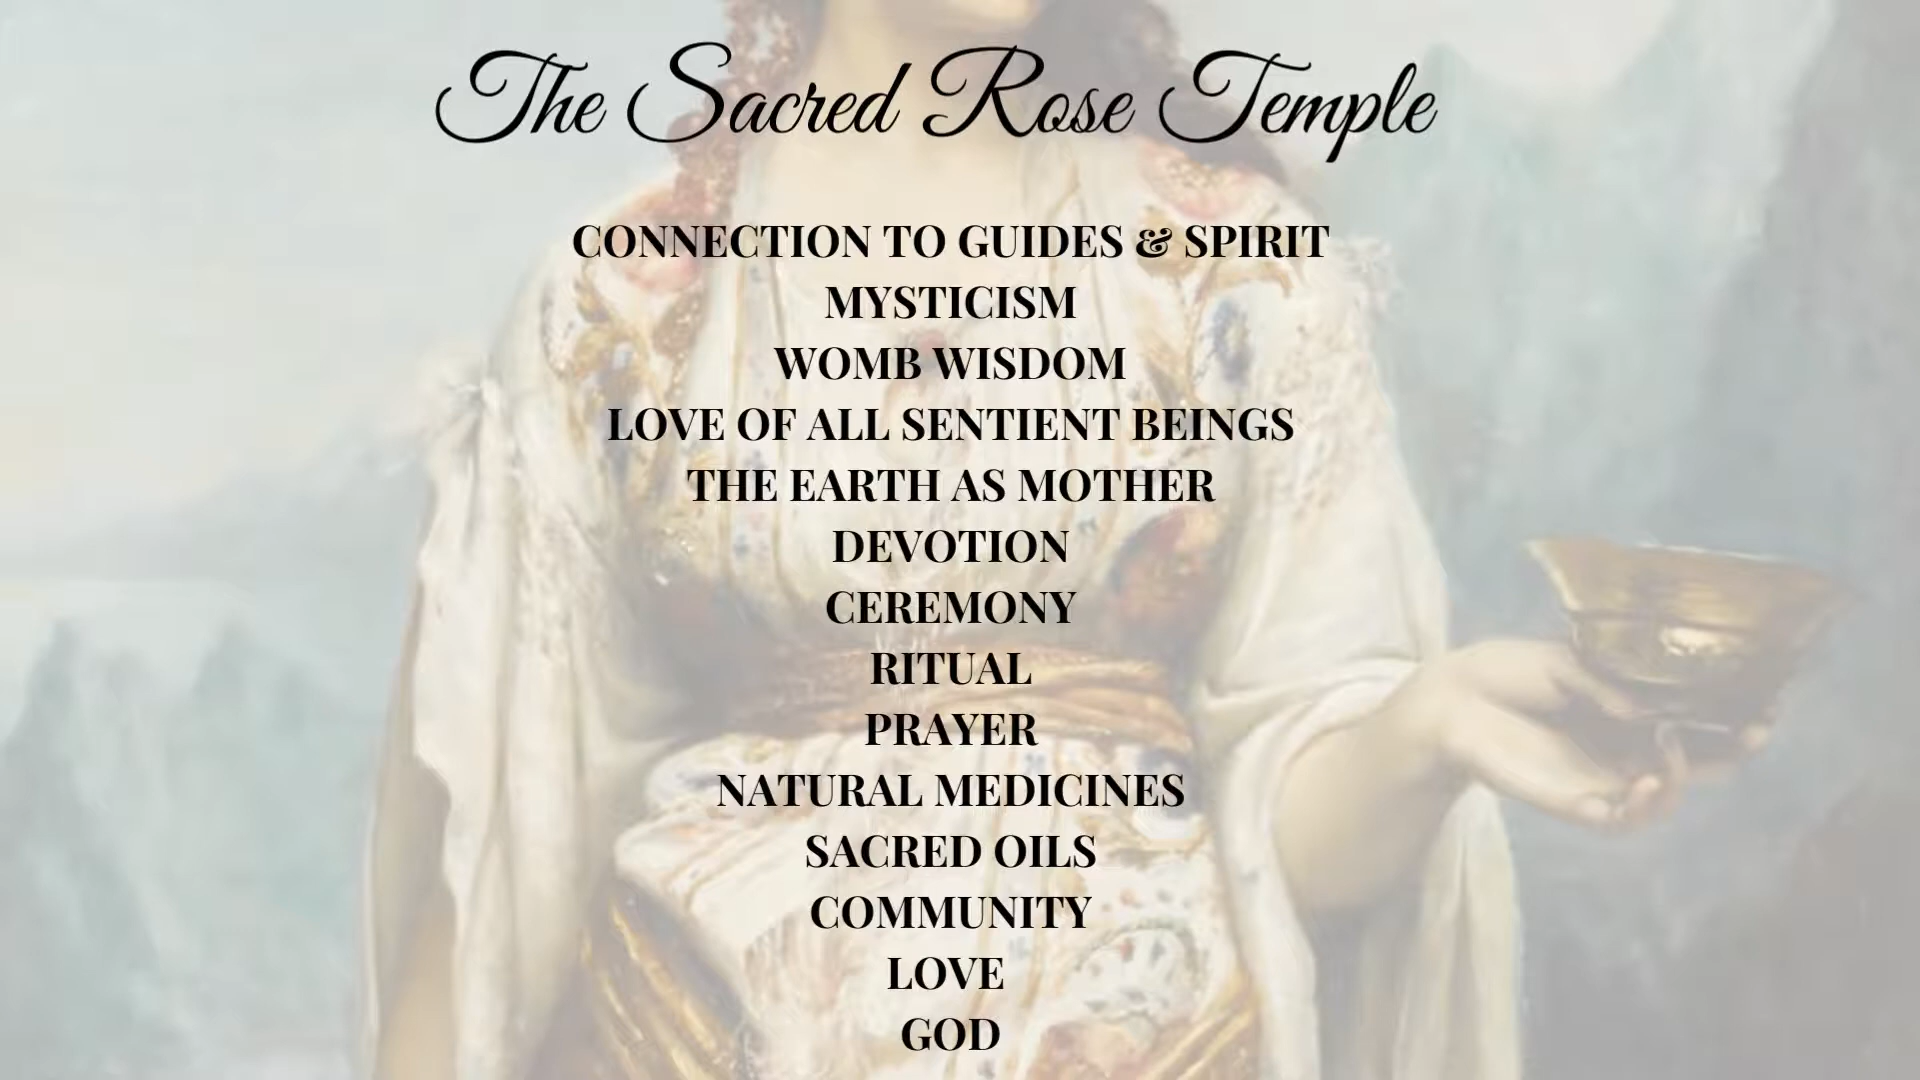 The Sacred Rose Temple
CONNECTION TO GUIDES & SPIRIT
MYSTICISM
WOMB WISDOM
LOVE OF ALL SENTIENT BEINGS
THE EARTH AS MOTHER
DEVOTION
CEREMONY
RITUAL
PRAYER
NATURAL MEDICINES
SACRED OILS
COMMUNITY
LOVE
GOD